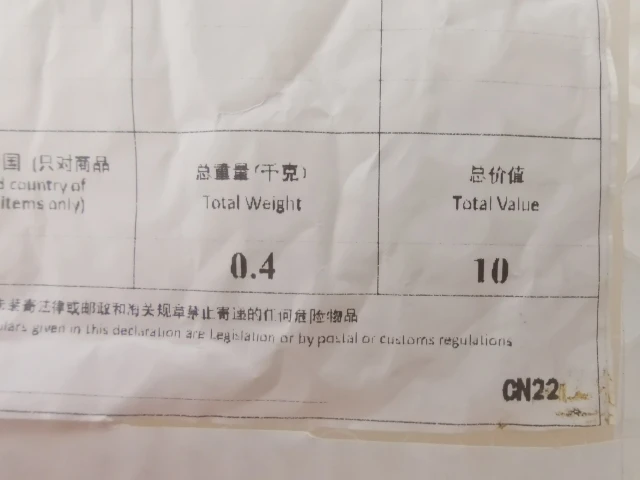 国 (只对商品
d country of
items only)
总重量(千克)
Total Weight
0.4
总价值
Total Value
10
寄法律或邮政和海关规章禁止寄递的任何危险物品
given in this declaration are Legislation or by postal or customs regulations
CN22